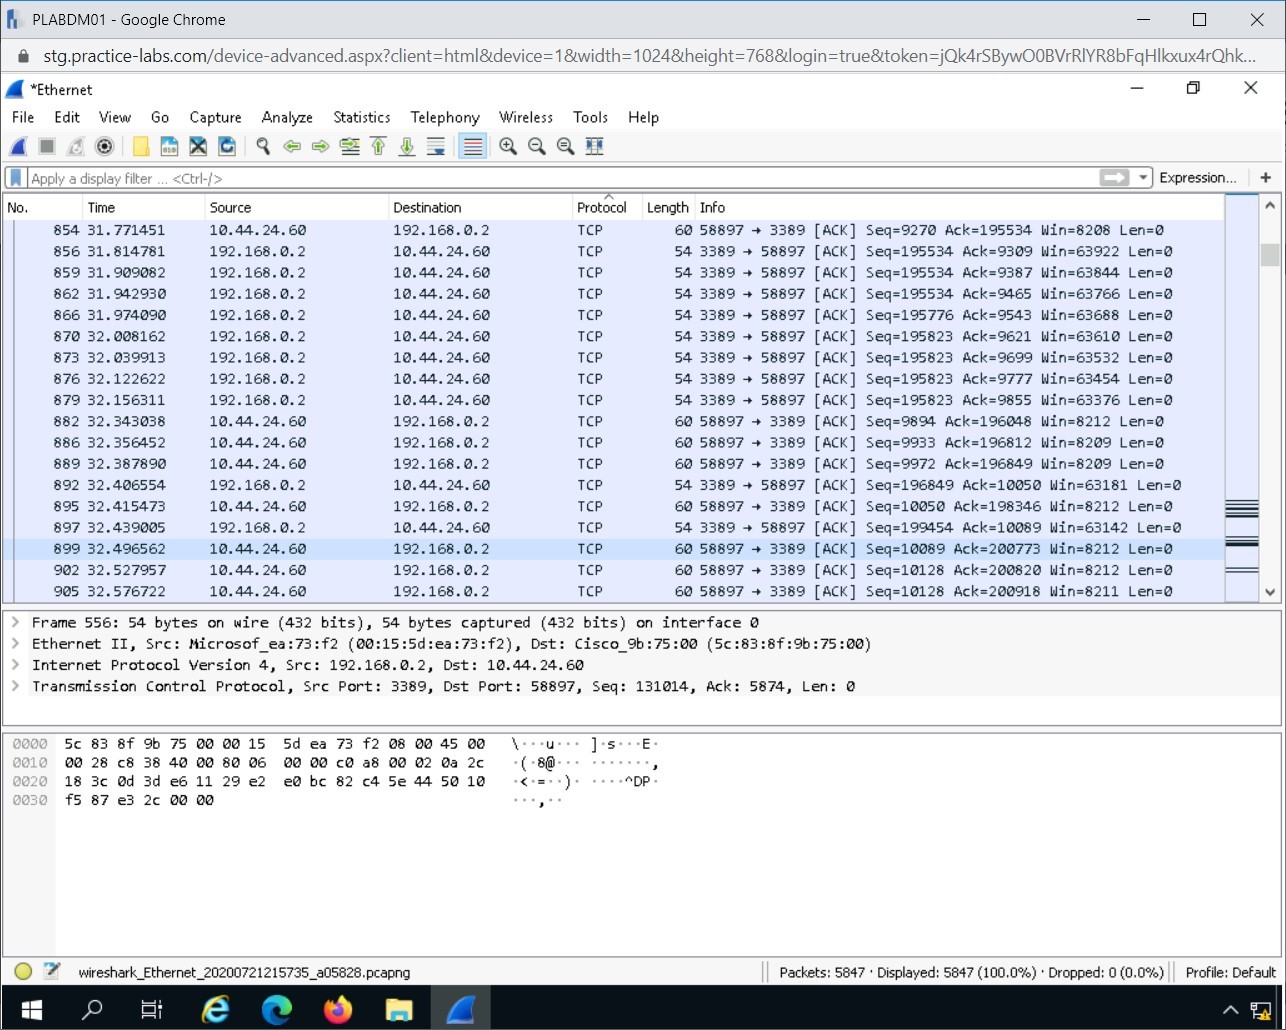 PLABDM01 - Google Chrome
stg.practice-labs.com/device-advanced.aspx?client=html&device=1&width=1024&height=768&login=true&token=jQk4rSBywO0BVrRlYR8bFqHlkxux4rQhk...
*Ethernet
File Edit View Go Capture Statistics Analyze Telephony Wireless Tools Help
Apply a display filter ... <Ctrl-/> Expression... +
No. Time Source Destination Protocol Length Info
854 31.771451 10.44.24.60 192.168.0.2 TCP 60 58897 → 3389 [ACK] Seq=9270 Ack=195534 Win=8208 Len=0
856 31.814781 192.168.0.2 10.44.24.60 TCP 54 3389 → 58897 [ACK] Seq=195534 Ack=9309 Win=63922 Len=0
859 31.909082 192.168.0.2 10.44.24.60 TCP 54 3389 → 58897 [ACK] Seq=195534 Ack=9387 Win=63844 Len=0
862 31.942930 192.168.0.2 10.44.24.60 TCP 54 3389 → 58897 [ACK] Seq=195534 Ack=9465 Win=63766 Len=0
866 31.974090 192.168.0.2 10.44.24.60 TCP 54 3389 → 58897 [ACK] Seq=195776 Ack=9543 Win=63688 Len=0
870 32.008162 192.168.0.2 10.44.24.60 TCP 54 3389 → 58897 [ACK] Seq=195823 Ack=9621 Win=63610 Len=0
873 32.039913 192.168.0.2 10.44.24.60 TCP 54 3389 → 58897 [ACK] Seq=195823 Ack=9699 Win=63532 Len=0
876 32.122622 192.168.0.2 10.44.24.60 TCP 54 3389 → 58897 [ACK] Seq=195823 Ack=9777 Win=63454 Len=0
879 32.156311 192.168.0.2 10.44.24.60 TCP 54 3389 → 58897 [ACK] Seq=195823 Ack=9855 Win=63376 Len=0
882 32.343038 10.44.24.60 192.168.0.2 TCP 60 58897 → 3389 [ACK] Seq=9894 Ack=196048 Win=8212 Len=0
886 32.356452 10.44.24.60 192.168.0.2 TCP 60 58897 → 3389 [ACK] Seq=9933 Ack=196812 Win=8209 Len=0
889 32.387890 10.44.24.60 192.168.0.2 TCP 60 58897 → 3389 [ACK] Seq=9972 Ack=196849 Win=8209 Len=0
892 32.406554 192.168.0.2 10.44.24.60 TCP 54 3389 → 58897 [ACK] Seq=196849 Ack=10050 Win=63181 Len=0
895 32.415473 10.44.24.60 192.168.0.2 TCP 60 58897 → 3389 [ACK] Seq=10050 Ack=198346 Win=8212 Len=0
897 32.439005 192.168.0.2 10.44.24.60 TCP 54 3389 → 58897 [ACK] Seq=199454 Ack=10089 Win=63142 Len=0
899 32.496562 10.44.24.60 192.168.0.2 TCP 60 58897 → 3389 [ACK] Seq=10089 Ack=200773 Win=8212 Len=0
902 32.527957 10.44.24.60 192.168.0.2 TCP 60 58897 → 3389 [ACK] Seq=10128 Ack=200820 Win=8212 Len=0
905 32.576722 10.44.24.60 192.168.0.2 TCP 60 58897 → 3389 [ACK] Seq=10128 Ack=200918 Win=8211 Len=0
Frame 556: 54 bytes on wire (432 bits), 54 bytes captured (432 bits) on interface 0
Ethernet II, Src: Microsof_ea:73:f2 (00:15:5d:ea:73:f2), Dst: Cisco_9b:75:00 (5c:83:8f:9b:75:00)
Internet Protocol Version 4, Src: 192.168.0.2, Dst: 10.44.24.60
Transmission Control Protocol, Src Port: 3389, Dst Port: 58897, Seq: 131014, Ack: 5874, Len: 0
0000 5c 83 8f 9b 75 00 00 15 5d ea 73 f2 08 00 45 00 \···u··· ]·s···E·
0010 00 28 c8 38 40 00 80 06 00 00 c0 a8 00 02 0a 2c ·(·8@··· ·······,
0020 18 3c 0d 3d e6 11 29 e2 e0 bc 82 c4 5e 44 50 10 ·<·=··)· ····^DP·
0030 f5 87 e3 2c 00 00 ···,··
wireshark_Ethernet_20200721215735_a05828.pcapng Packets: 5847 · Displayed: 5847 (100.0%) · Dropped: 0 (0.0%) Profile: Default